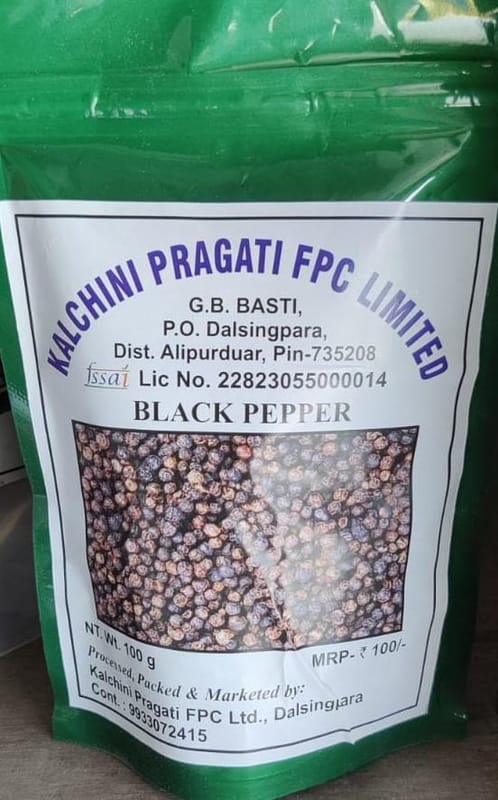 KALCHINI PRAGATI FPC LIMITED
G.B. BASTI,
P.O. Dalsingpara,
Dist. Alipurduar, Pin-735208
fssai Lic No. 22823055000014
BLACK PEPPER
NT. Wt. 100 g
MRP- ₹ 100/-
Processed, Packed & Marketed by:
Kalchini Pragati FPC Ltd., Dalsingpara
Cont. : 9933072415